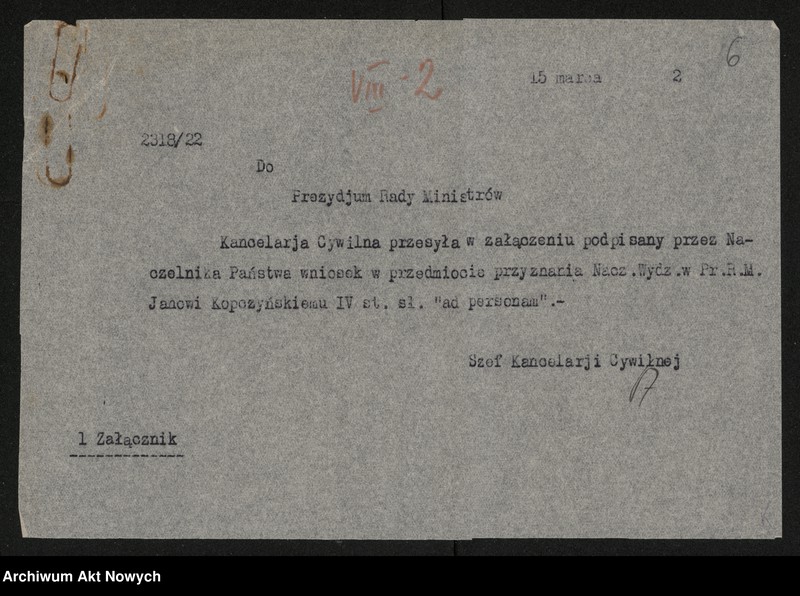 6
VIII-2
15 marca 2
2318/22
Do
Prezydjum Rady Ministrów
Kancelarja Cywilna przesyła w załączeniu podpisany przez Na-
czelnika Państwa wniosek w przedmiocie przyznania Nacz.Wydz.w Pr.R.M.
Janowi Kopczyńskiemu IV st. sł. "ad personam".-
Szef Kancelarji Cywilnej
1 Załącznik
Archiwum Akt Nowych